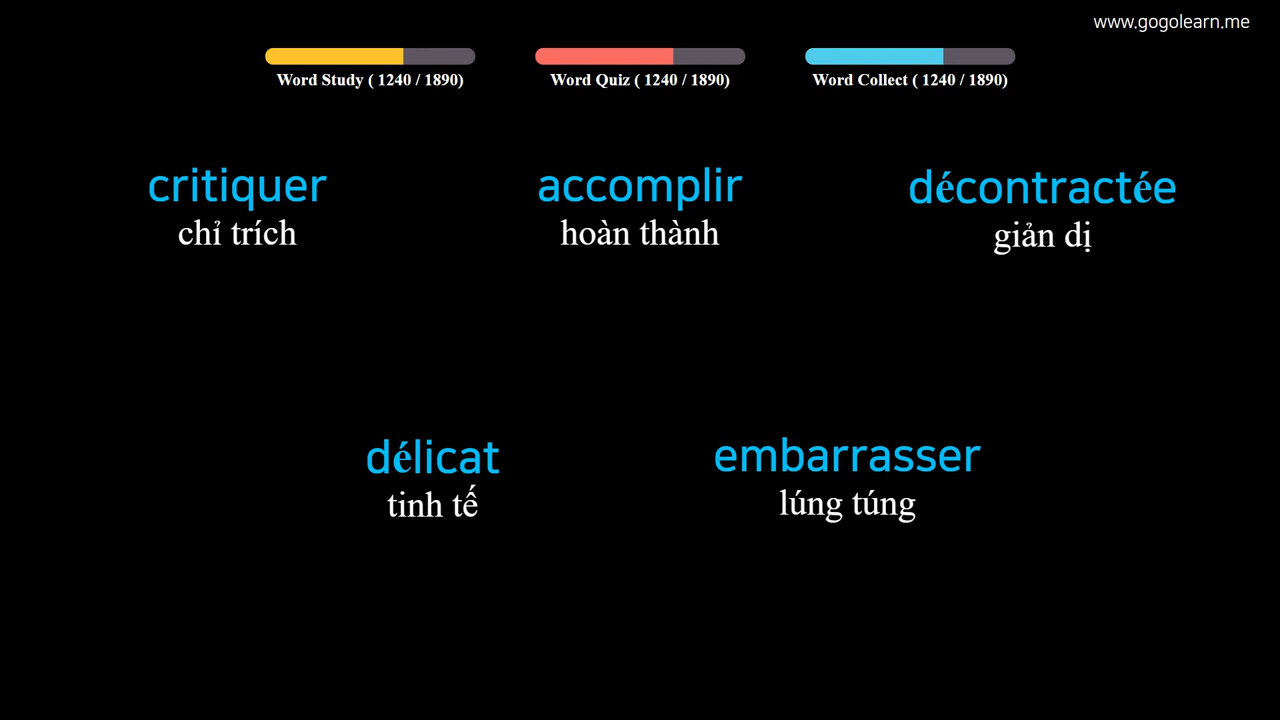 www.gogolearn.me
Word Study ( 1240 / 1890)
Word Quiz ( 1240 / 1890)
Word Collect ( 1240 / 1890)
critiquer
chỉ trích
accomplir
hoàn thành
décontractée
giản dị
délicat
tinh tế
embarrasser
lúng túng